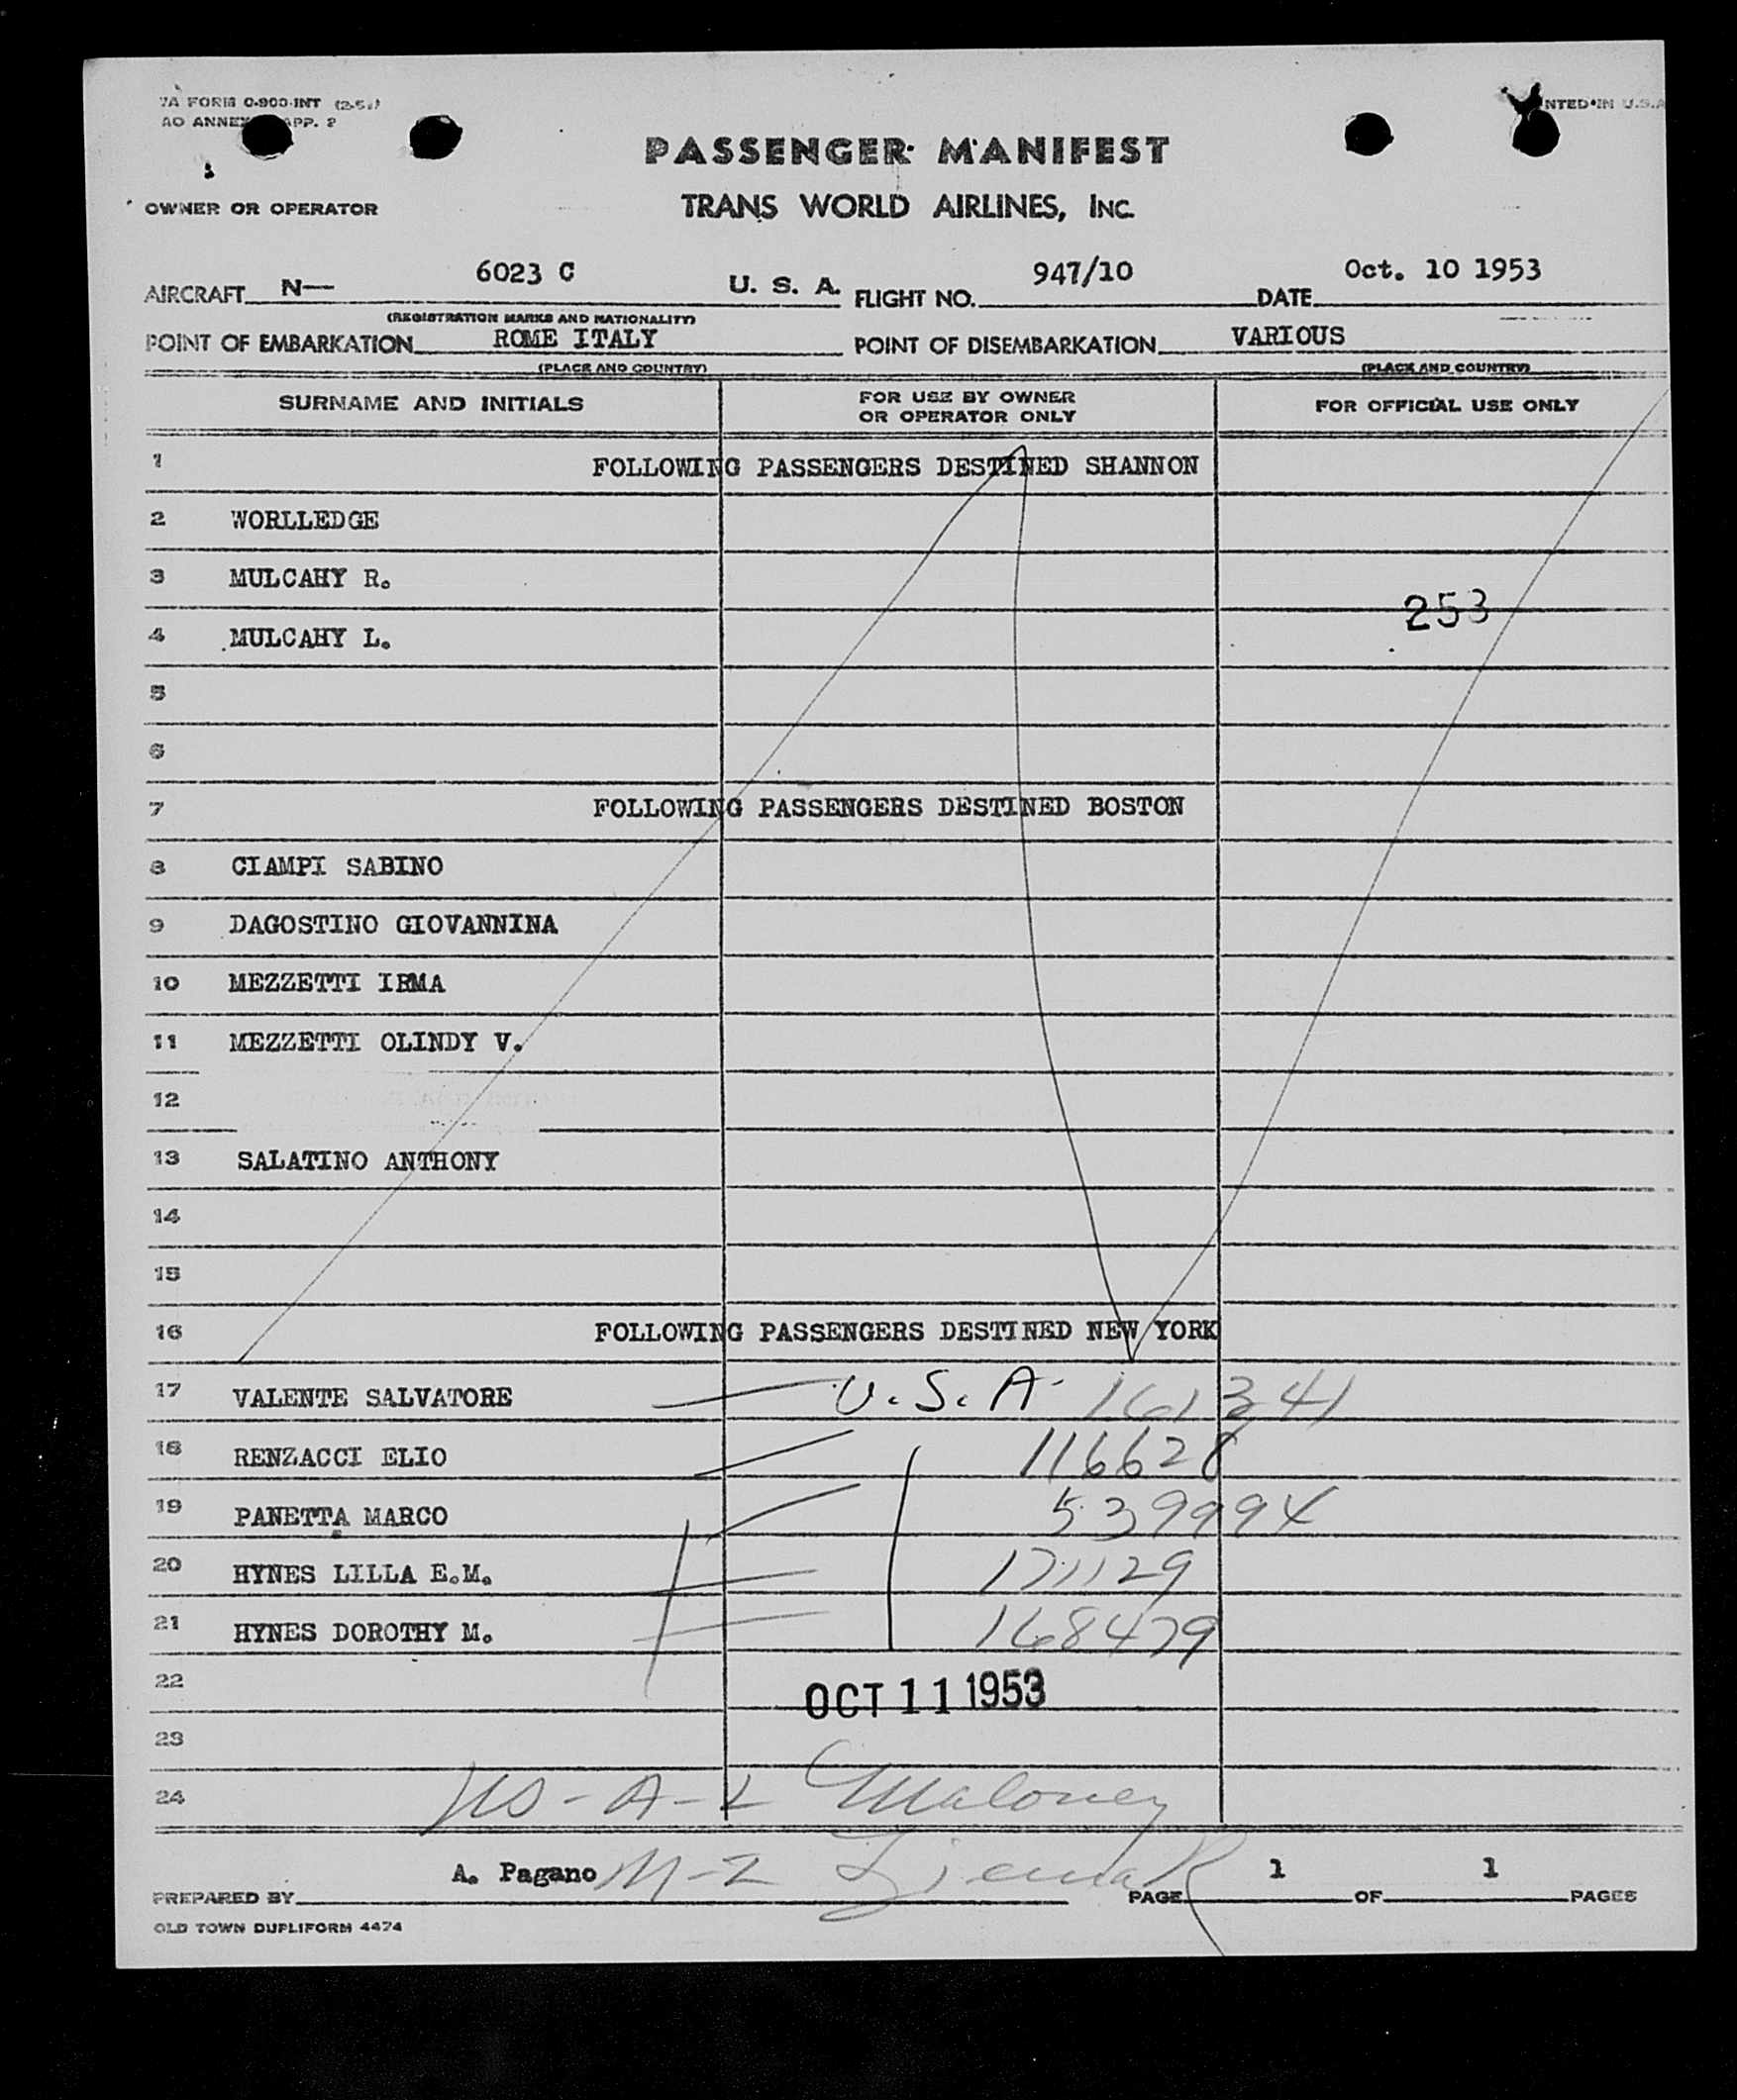 WA FORM O-900-INT (2-51)
AO ANNEX APP. 2
NTED IN U.S.A
PASSENGER MANIFEST
OWNER OR OPERATOR
TRANS WORLD AIRLINES, INC.
AIRCRAFT N— 6023 C U. S. A. FLIGHT NO. 947/10 DATE Oct. 10 1953
(REGISTRATION MARKS AND NATIONALITY)
POINT OF EMBARKATION ROME ITALY POINT OF DISEMBARKATION VARIOUS
(PLACE AND COUNTRY) (PLACE AND COUNTRY)
SURNAME AND INITIALS FOR USE BY OWNER OR OPERATOR ONLY FOR OFFICIAL USE ONLY
1 FOLLOWING PASSENGERS DESTINED SHANNON
2 WORLLEDGE
3 MULCAHY R.
253
4 MULCAHY L.
5
6
7 FOLLOWING PASSENGERS DESTINED BOSTON
8 CIAMPI SABINO
9 DAGOSTINO GIOVANNINA
10 MEZZETTI IRMA
11 MEZZETTI OLINDY V.
12
13 SALATINO ANTHONY
14
15
16 FOLLOWING PASSENGERS DESTINED NEW YORK
17 VALENTE SALVATORE U.S.A. 161341
18 RENZACCI ELIO 116628
19 PANETTA MARCO 539994
20 HYNES LILLA E.M. 171129
21 HYNES DOROTHY M. 168479
22 OCT 11 1953
23
24 Maloney
A. Pagano M-2
PREPARED BY PAGE 1 OF 1 PAGES
OLD TOWN DUPLIFORM 4474